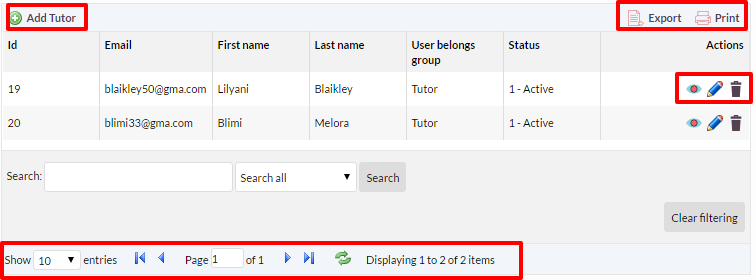 Add Tutor Export Print
Id Email First name Last name User belongs group Status Actions
19 blaikley50@gma.com Lilyani Blaikley Tutor 1 - Active
20 blimi33@gma.com Blimi Melora Tutor 1 - Active
Search: Search all Search
Clear filtering
Show 10 entries Page 1 of 1 Displaying 1 to 2 of 2 items